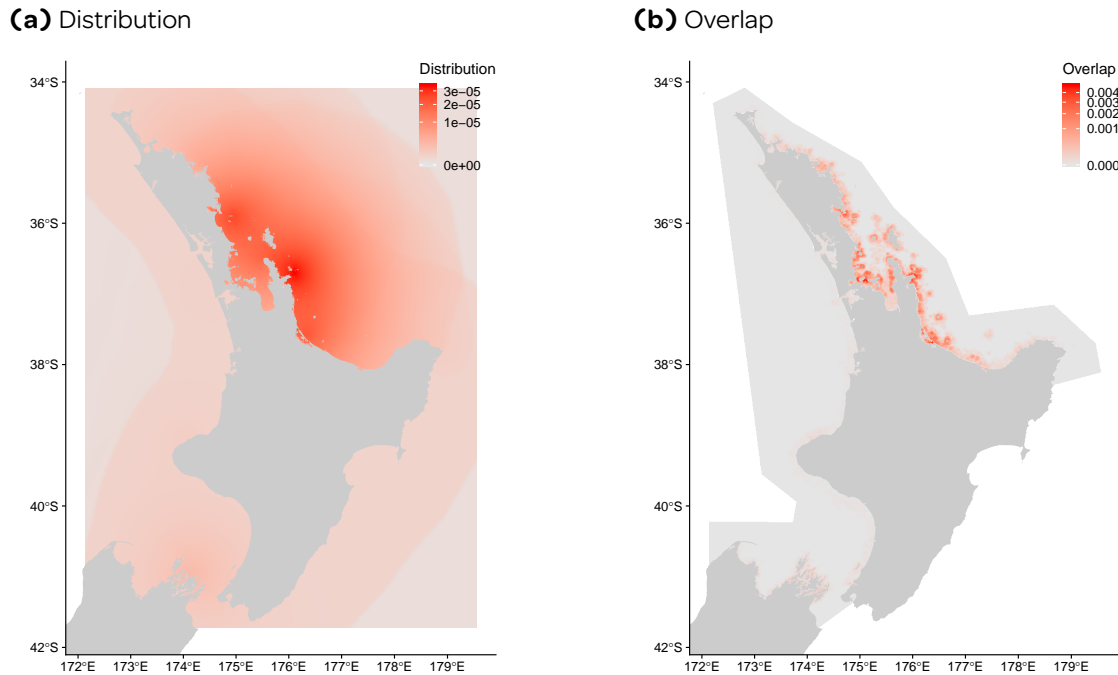 (a) Distribution
Distribution
3e−05
2e−05
1e−05
0e+00
34°S
36°S
38°S
40°S
42°S
172°E 173°E 174°E 175°E 176°E 177°E 178°E 179°E
(b) Overlap
Overlap
0.004
0.003
0.002
0.001
0.000
34°S
36°S
38°S
40°S
42°S
172°E 173°E 174°E 175°E 176°E 177°E 178°E 179°E